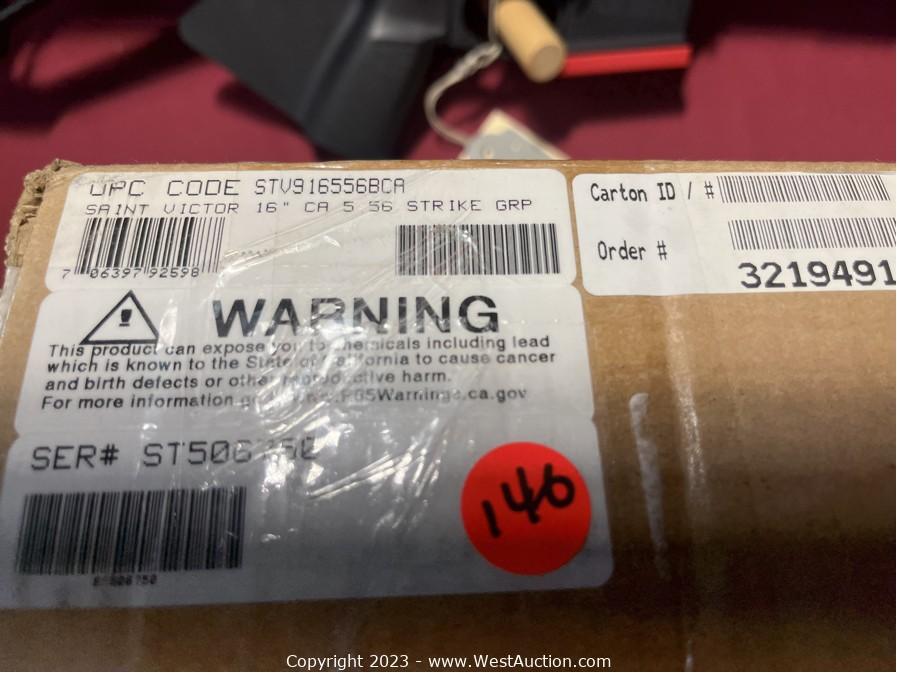 UPC CODE STV916556BCA
SAINT VICTOR 16" CA 5 56 STRIKE GRP
7 06397 92598
Carton ID / #
Order #
3219491
WARNING
This product can expose you to chemicals including lead
which is known to the State of California to cause cancer
and birth defects or other reproductive harm.
For more information go P65Warnings.ca.gov
SER#
146
Copyright 2023 - www.WestAuction.com